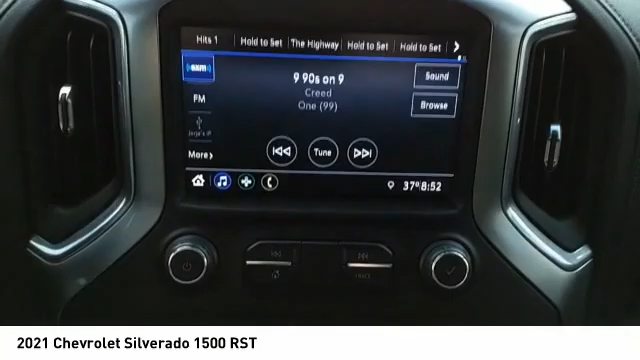 Hits 1 Hold to Set The Highway Hold to Set Hold to Set
SXM 9 90s on 9 Sound
FM Creed Browse
One (99)
More Tune
37° 8:52
2021 Chevrolet Silverado 1500 RST